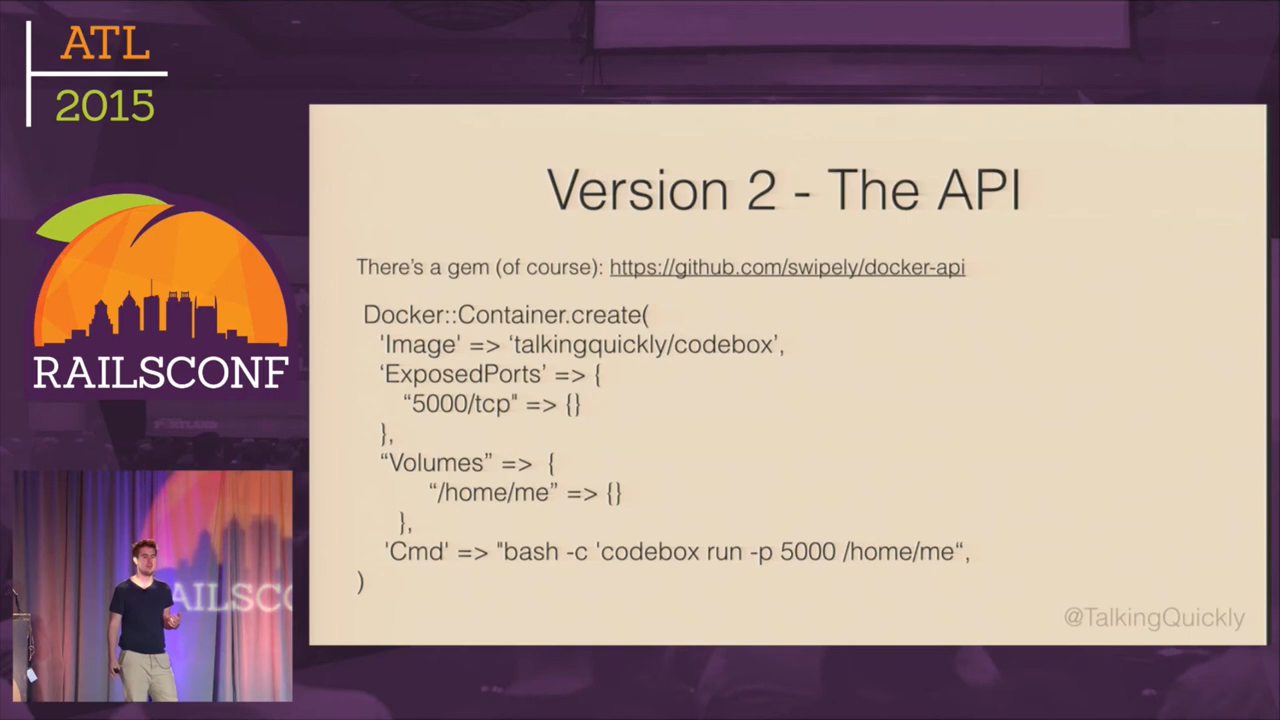 ATL
2015
RAILSCONF
Version 2 - The API
There's a gem (of course): https://github.com/swipely/docker-api
Docker::Container.create(
'Image' => ‘talkingquickly/codebox’,
‘ExposedPorts’ => {
“5000/tcp" => {}
},
“Volumes” => {
“/home/me” => {}
},
'Cmd' => "bash -c 'codebox run -p 5000 /home/me“,
)
@TalkingQuickly
AILSCO